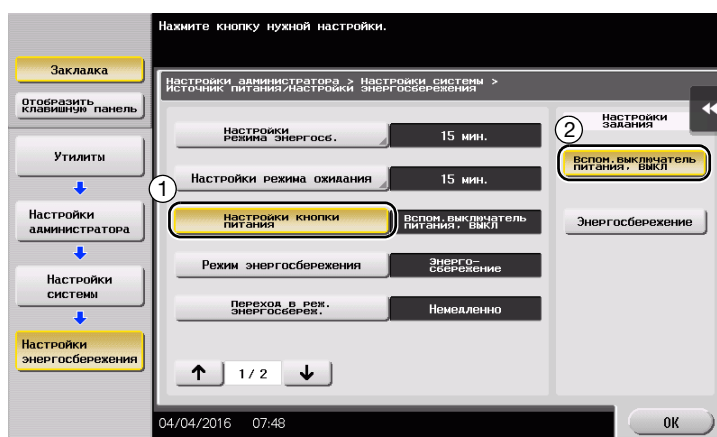 Нажмите кнопку нужной настройки.
Закладка
Отобразить
клавишную панель
Утилиты
Настройки
администратора
Настройки
системы
Настройки
энергосбережения
Настройки администратора > Настройки системы >
Источник питания/Настройки энергосбережения
Настройки
режима энергосб.
15 мин.
Настройки режима ожидания
15 мин.
1
Настройки кнопки
питания
Вспом.выключатель
питания, ВЫКЛ
Режим энергосбережения
Энерго-
сбережение
Переход в реж.
энергосбереж.
Немедленно
1/ 2
2
Настройки
задания
Вспом.выключатель
питания, ВЫКЛ
Энергосбережение
04/04/2016 07:48
OK